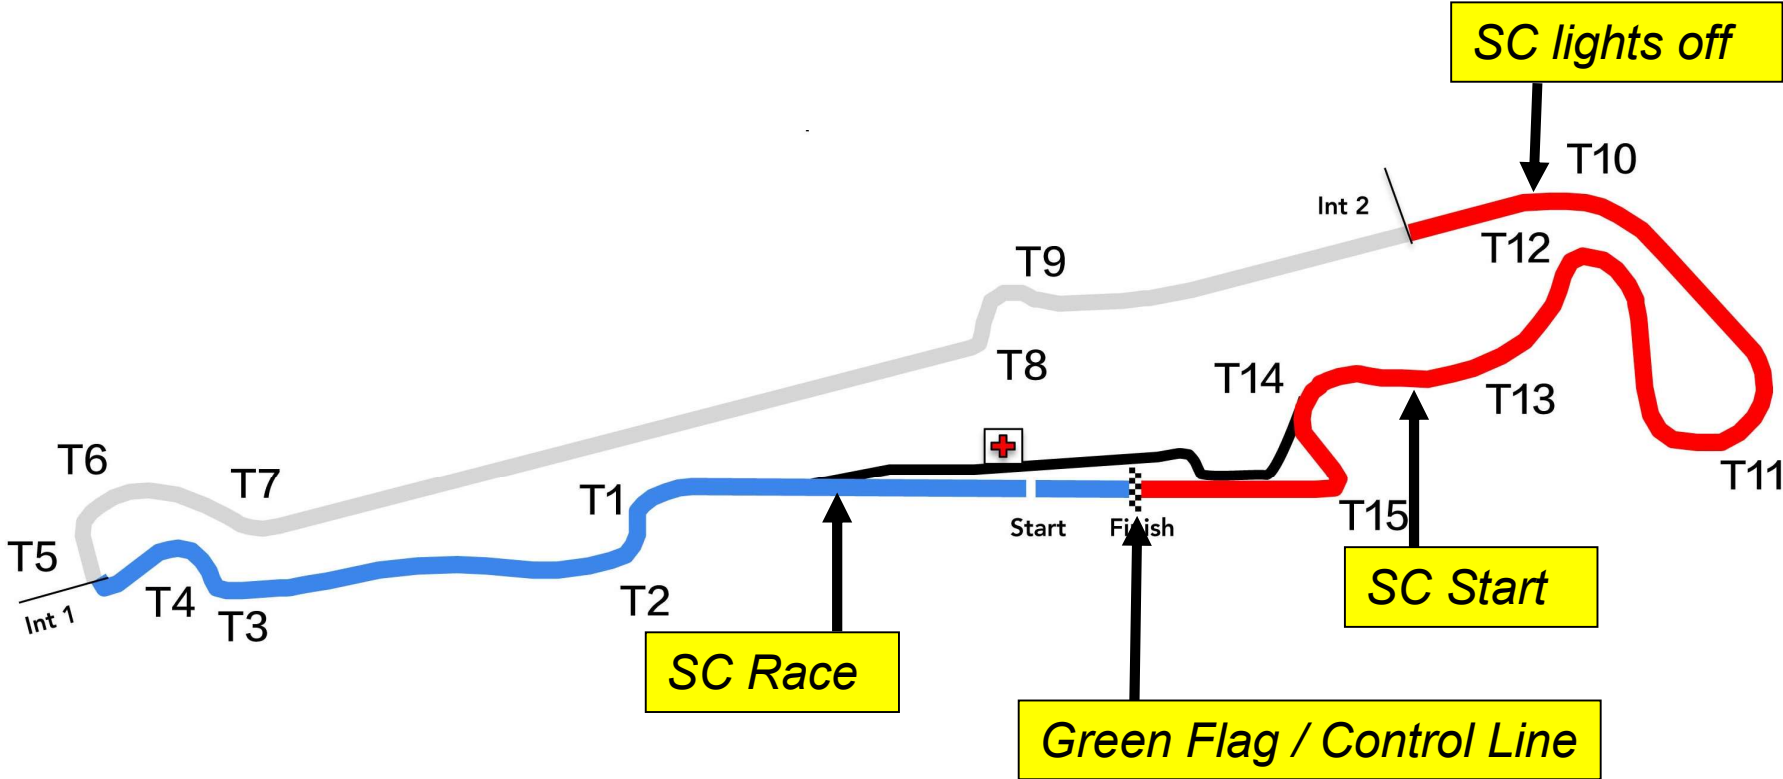 SC lights off
T10
Int 2
T12
T9
T8
T14
T13
T11
T6
T7
T1
T15
Start
Finish
T5
T4
T3
T2
Int 1
SC Start
SC Race
Green Flag / Control Line